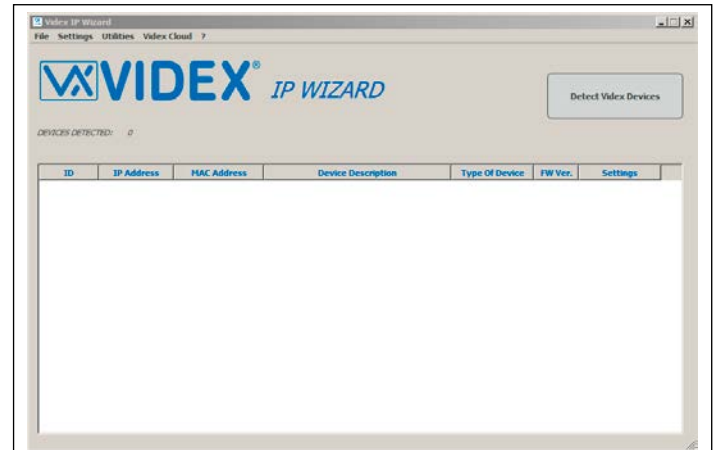 Videx IP Wizard
File Settings Utilities Videx Cloud ?
VIDEX® IP WIZARD
Detect Videx Devices
DEVICES DETECTED: 0
ID IP Address MAC Address Device Description Type Of Device FW Ver. Settings